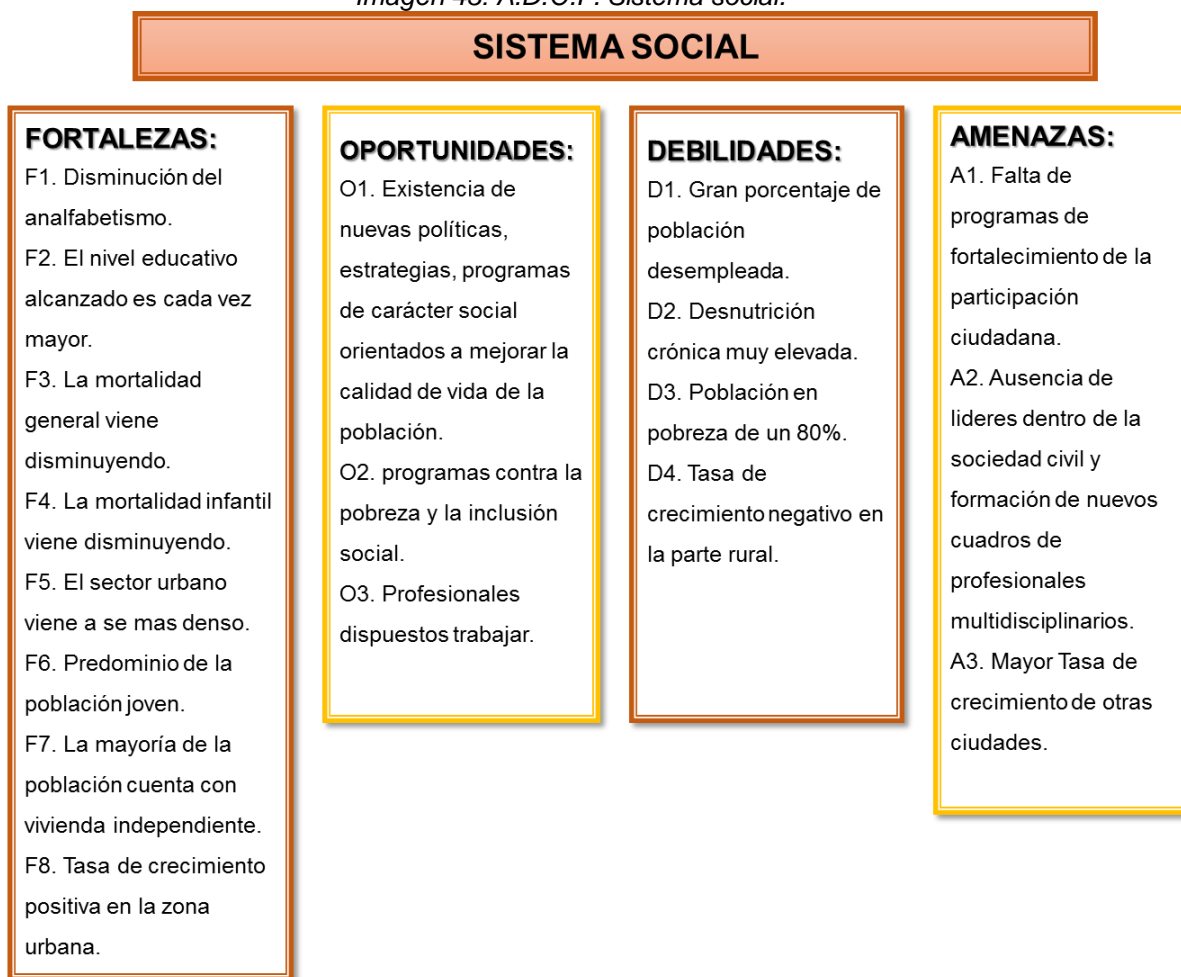 Imagen 43. A.D.O.F. Sistema social.
SISTEMA SOCIAL
FORTALEZAS:
F1. Disminución del
analfabetismo.
F2. El nivel educativo
alcanzado es cada vez
mayor.
F3. La mortalidad
general viene
disminuyendo.
F4. La mortalidad infantil
viene disminuyendo.
F5. El sector urbano
viene a se mas denso.
F6. Predominio de la
población joven.
F7. La mayoría de la
población cuenta con
vivienda independiente.
F8. Tasa de crecimiento
positiva en la zona
urbana.
OPORTUNIDADES:
O1. Existencia de
nuevas políticas,
estrategias, programas
de carácter social
orientados a mejorar la
calidad de vida de la
población.
O2. programas contra la
pobreza y la inclusión
social.
O3. Profesionales
dispuestos trabajar.
DEBILIDADES:
D1. Gran porcentaje de
población
desempleada.
D2. Desnutrición
crónica muy elevada.
D3. Población en
pobreza de un 80%.
D4. Tasa de
crecimiento negativo en
la parte rural.
AMENAZAS:
A1. Falta de
programas de
fortalecimiento de la
participación
ciudadana.
A2. Ausencia de
lideres dentro de la
sociedad civil y
formación de nuevos
cuadros de
profesionales
multidisciplinarios.
A3. Mayor Tasa de
crecimiento de otras
ciudades.